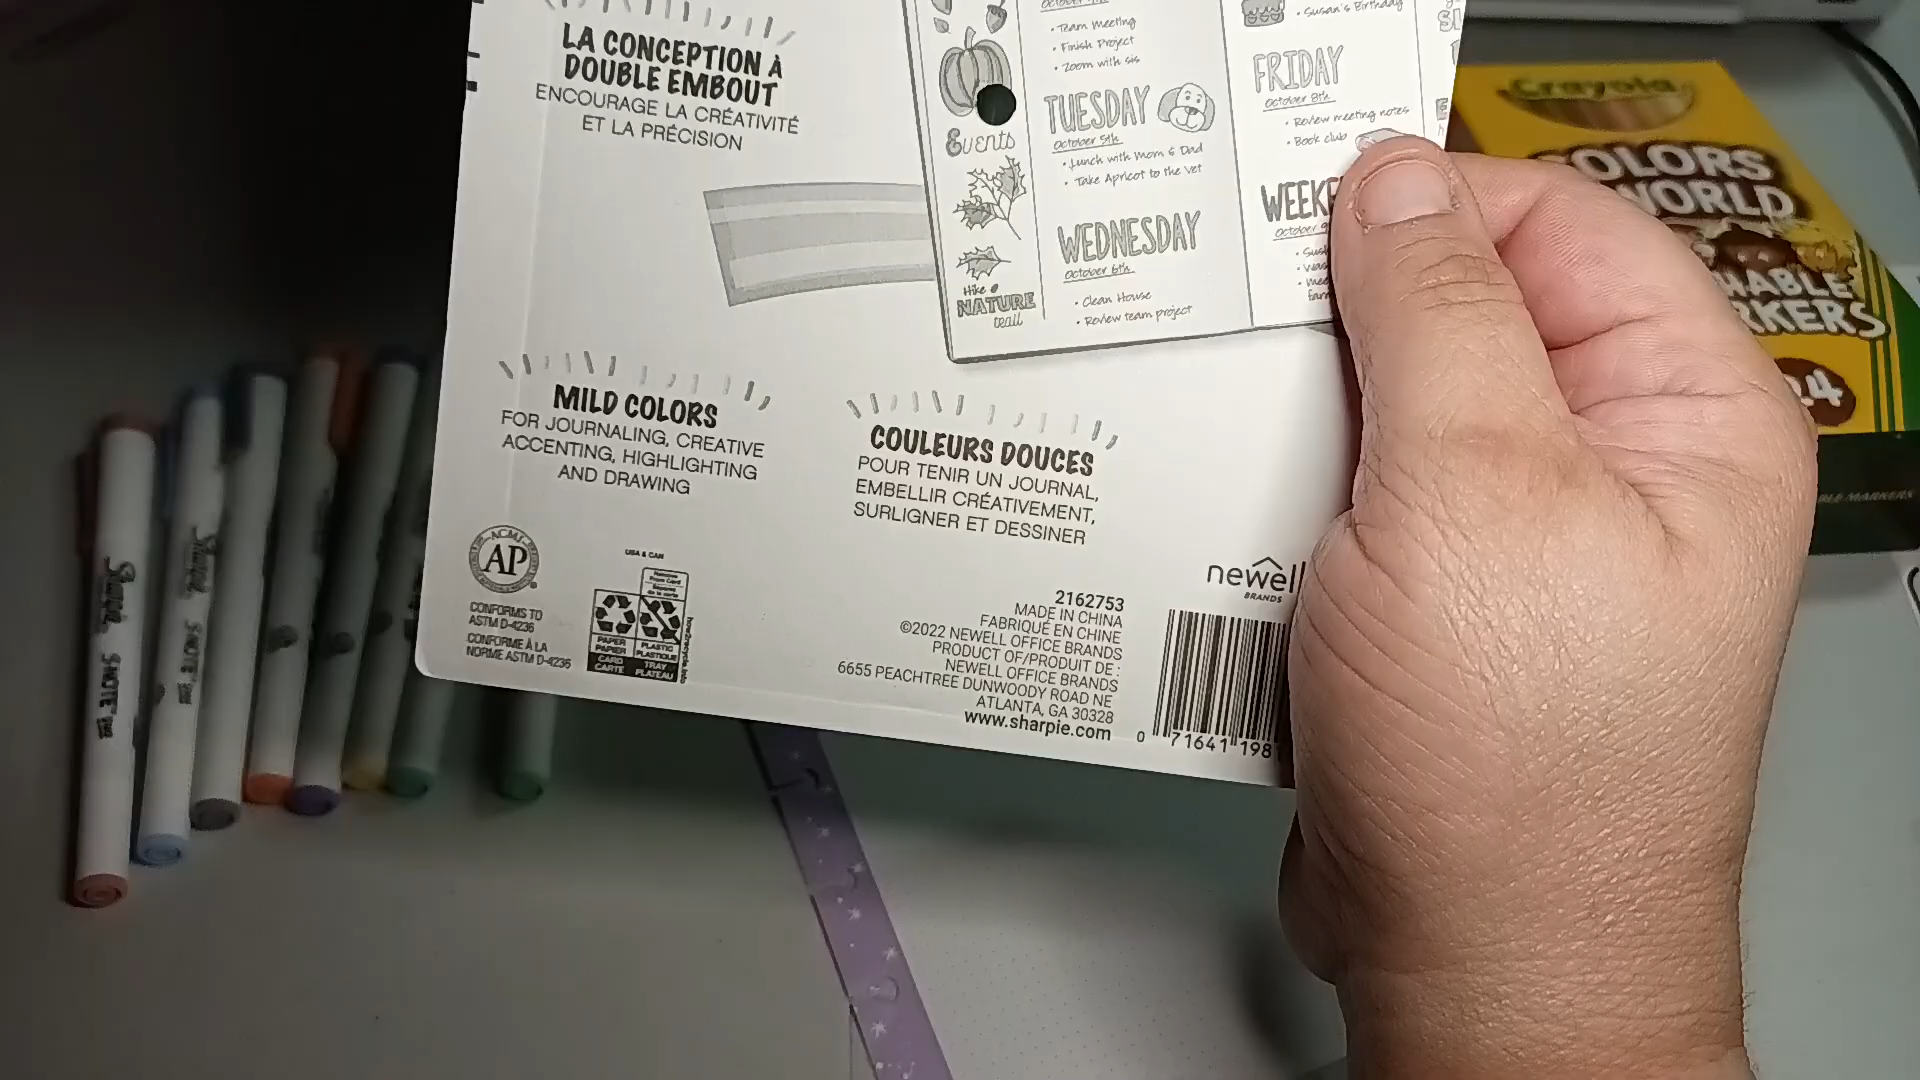 LA CONCEPTION À
DOUBLE EMBOUT
ENCOURAGE LA CRÉATIVITÉ
ET LA PRÉCISION
• Team Meeting
• Finish Project
• Zoom with sis
Events
TUESDAY
October 5th
• Lunch with Mom & Dad
• Take Apricot to the Vet
WEDNESDAY
October 6th
• Clean House
• Review team project
Hike a
NATURE
trail
• Susan's Birthday
FRIDAY
October 8th
• Review meeting notes
• Book club
October
MILD COLORS
FOR JOURNALING, CREATIVE
ACCENTING, HIGHLIGHTING
AND DRAWING
COULEURS DOUCES
POUR TENIR UN JOURNAL,
EMBELLIR CRÉATIVEMENT,
SURLIGNER ET DESSINER
ACMI
AP
CONFORMS TO
ASTM D-4236
CONFORME À LA
NORME ASTM D-4236
USA & CAN
PAPER
PAPIER
CARD
CARTE
PLASTIC
PLASTIQUE
TRAY
PLATEAU
2162753
MADE IN CHINA
FABRIQUÉ EN CHINE
©2022 NEWELL OFFICE BRANDS
PRODUCT OF/PRODUIT DE :
NEWELL OFFICE BRANDS
6655 PEACHTREE DUNWOODY ROAD NE
ATLANTA, GA 30328
www.sharpie.com
newell
BRANDS
0 71641 198
Crayola
COLORS
WORLD
MARKERS
24
Sharpie S·NOTE
Sharpie S·NOTE